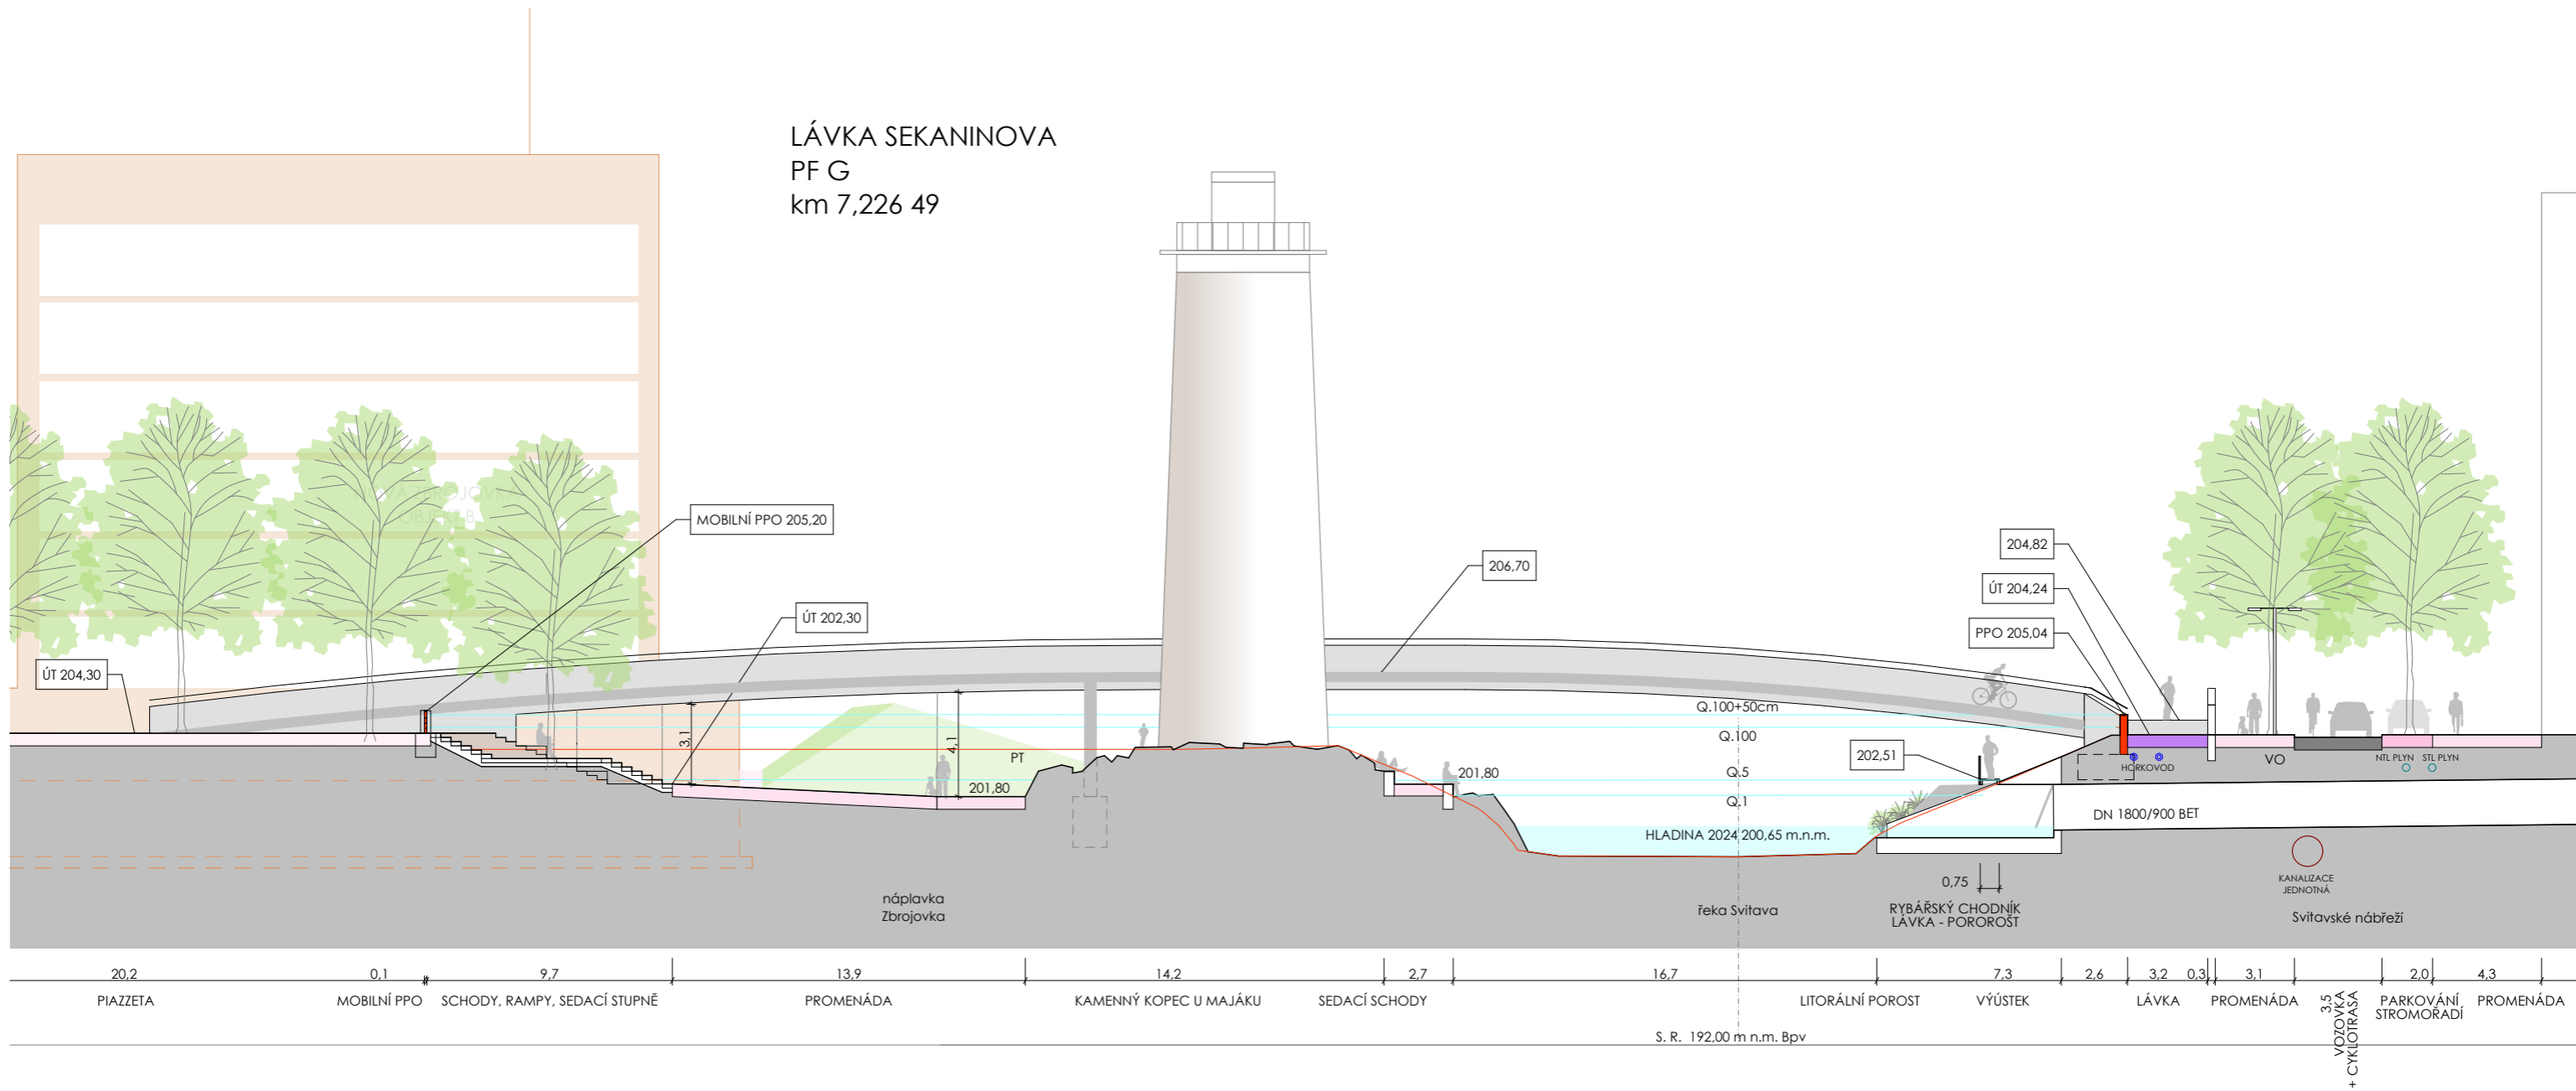 LÁVKA SEKANINOVA
PF G
km 7,226 49
NOVÁ ZBROJOVKA
OBJEKT B
MOBILNÍ PPO 205,20
206,70
204,82
ÚT 204,24
PPO 205,04
ÚT 202,30
ÚT 204,30
Q.100+50cm
Q.100
3,1
4,1
PT
202,51
Q.5
201,80
201,80
Q.1
HORKOVOD
VO
NTL PLYN
STL PLYN
DN 1800/900 BET
HLADINA 2024 200,65 m.n.m.
KANALIZACE
JEDNOTNÁ
0,75
náplavka
Zbrojovka
řeka Svitava
RYBÁŘSKÝ CHODNÍK
LÁVKA - POROROŠT
Svitavské nábřeží
20,2
0,1
9,7
13,9
14,2
2,7
16,7
7,3
2,6
3,2
0,3
3,1
2,0
4,3
PIAZZETA
MOBILNÍ PPO
SCHODY, RAMPY, SEDACÍ STUPNĚ
PROMENÁDA
KAMENNÝ KOPEC U MAJÁKU
SEDACÍ SCHODY
LITORÁLNÍ POROST
VÝÚSTEK
LÁVKA
PROMENÁDA
3,5
VOZOVKA
+ CYKLOTRASA
PARKOVÁNÍ
STROMOŘADÍ
PROMENÁDA
S. R. 192,00 m n.m. Bpv